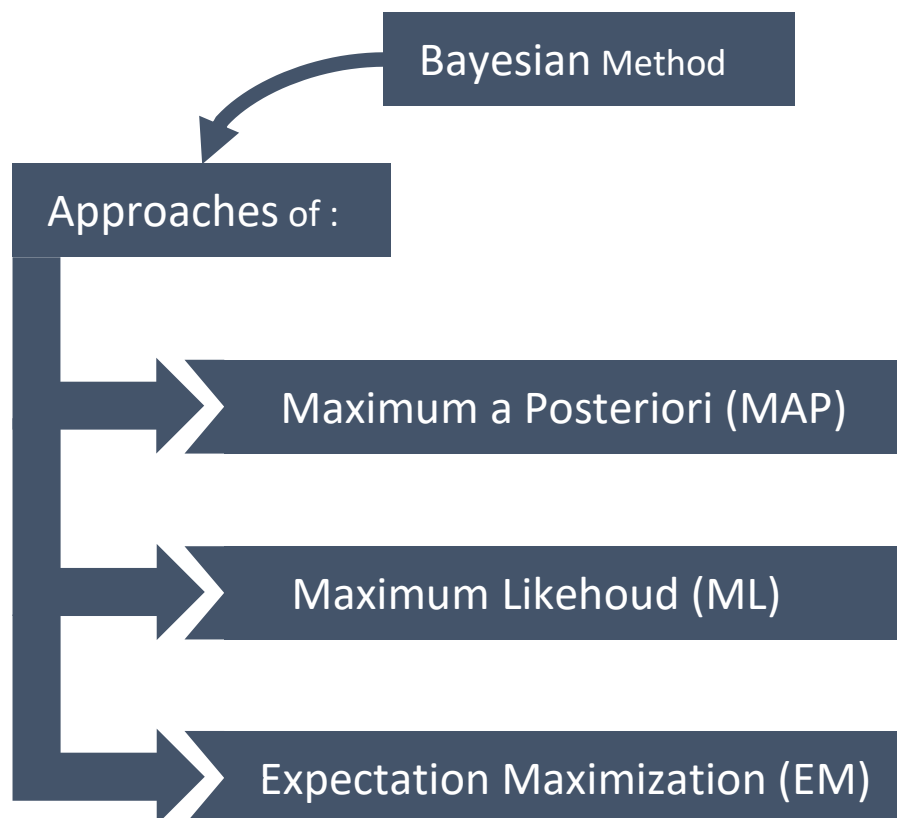 Bayesian Method
Approaches of :
Maximum a Posteriori (MAP)
Maximum Likehoud (ML)
Expectation Maximization (EM)